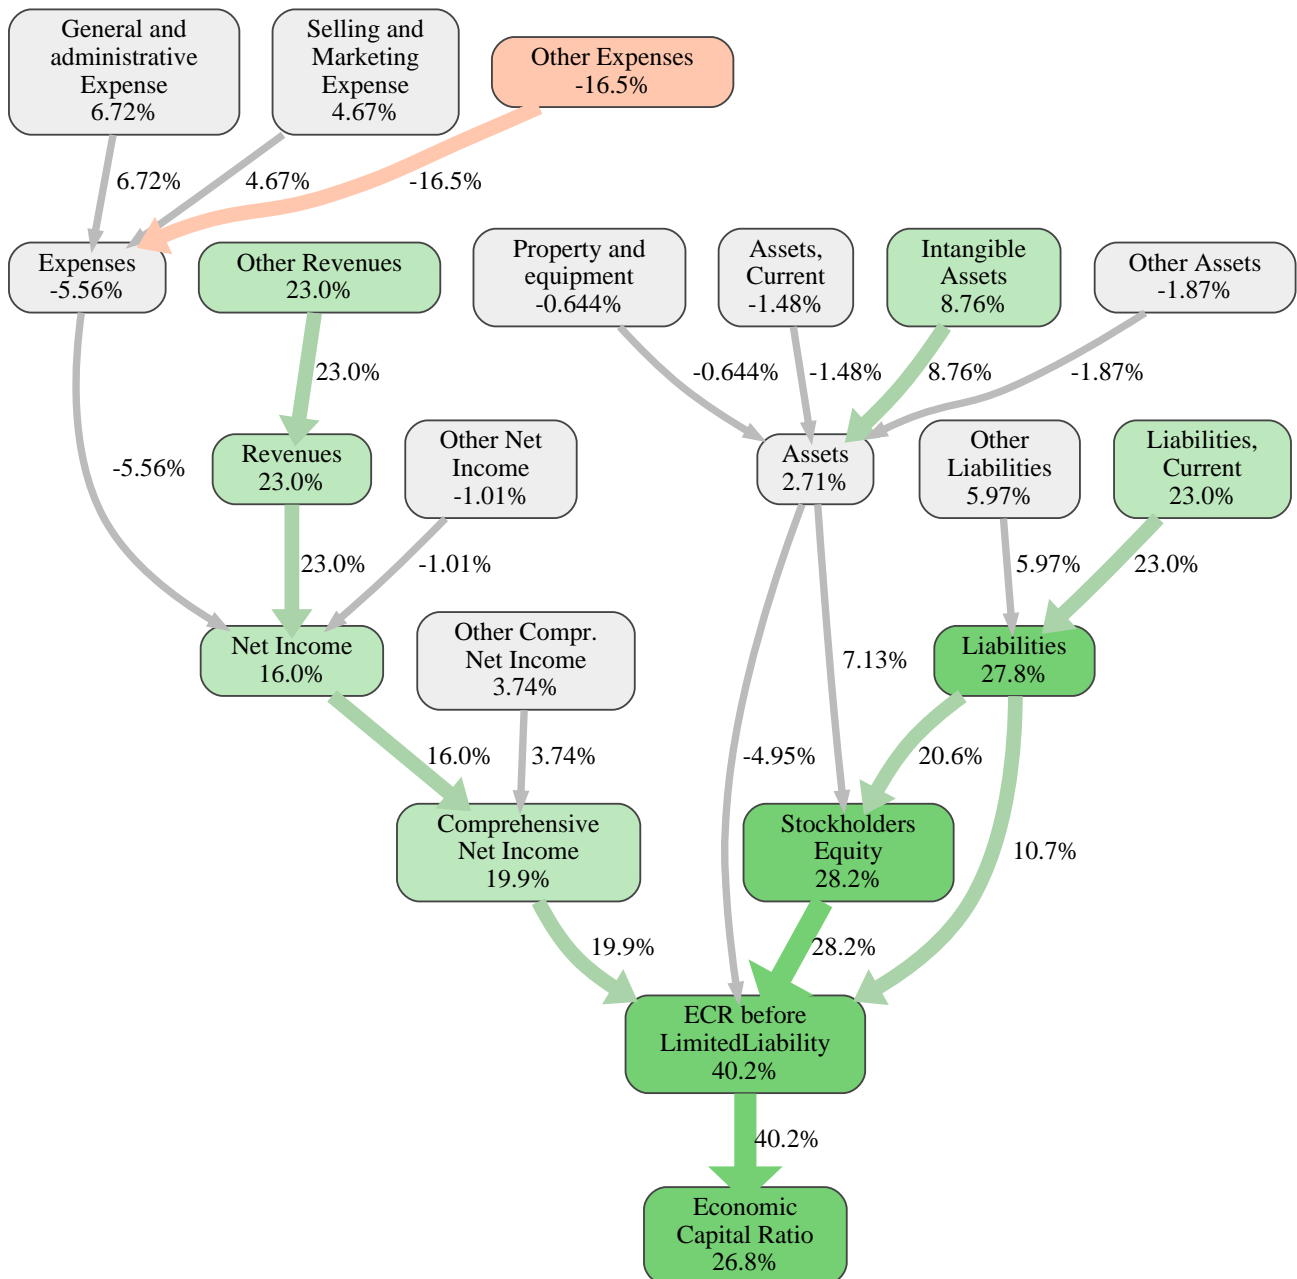 General and
administrative
Expense
6.72%
Selling and
Marketing
Expense
4.67%
Other Expenses
-16.5%
6.72%
4.67%
-16.5%
Expenses
-5.56%
Other Revenues
23.0%
Property and
equipment
-0.644%
Assets,
Current
-1.48%
Intangible
Assets
8.76%
Other Assets
-1.87%
23.0%
-0.644%
-1.48%
8.76%
-1.87%
-5.56%
Revenues
23.0%
Other Net
Income
-1.01%
Assets
2.71%
Other
Liabilities
5.97%
Liabilities,
Current
23.0%
23.0%
-1.01%
5.97%
23.0%
Net Income
16.0%
Other Compr.
Net Income
3.74%
7.13%
Liabilities
27.8%
16.0%
3.74%
-4.95%
20.6%
10.7%
Comprehensive
Net Income
19.9%
Stockholders
Equity
28.2%
19.9%
28.2%
ECR before
LimitedLiability
40.2%
40.2%
Economic
Capital Ratio
26.8%